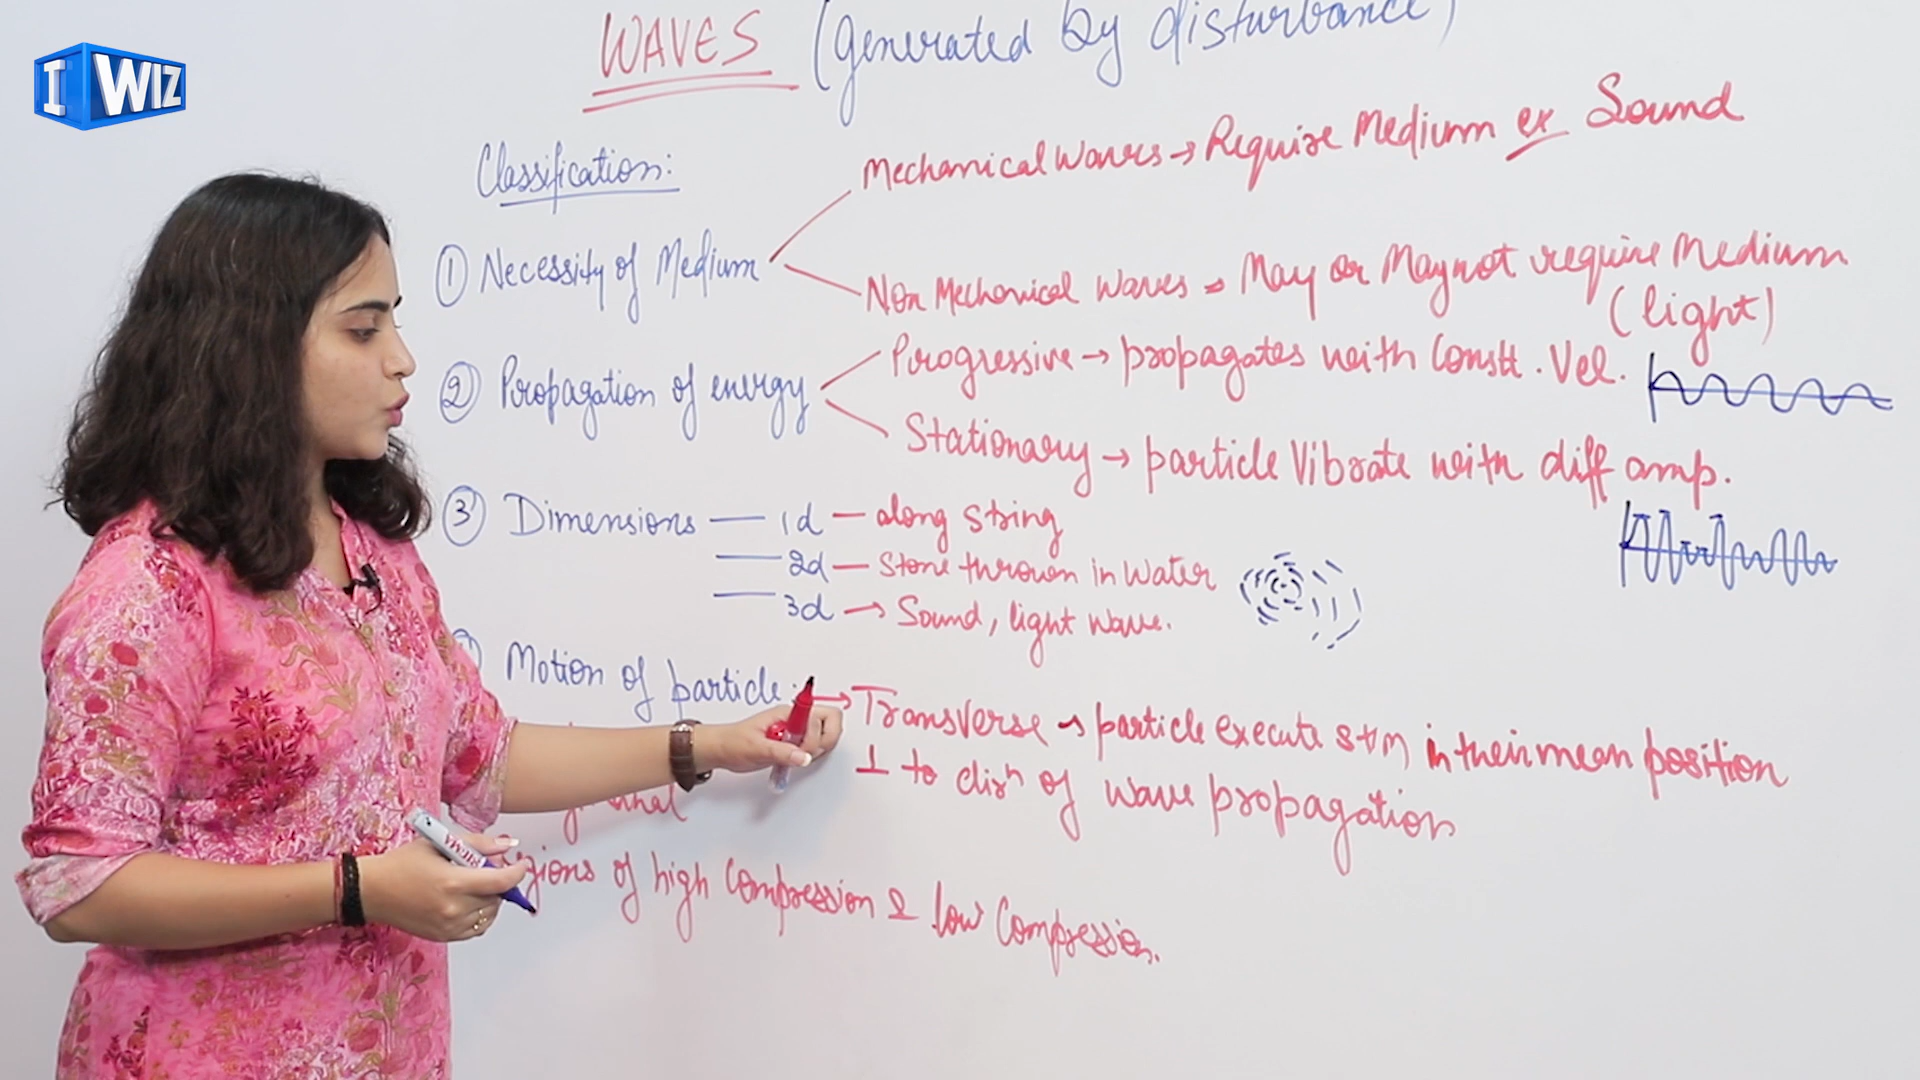 I WIZ
WAVES (generated by disturbance)
Classification:
① Necessity of Medium
Mechanical Waves → Require Medium ex Sound
Non Mechanical Waves → May or May not require Medium
(light)
② Propagation of energy
Progressive → propagates with Constt. Vel.
Stationary → particle Vibrate with diff amp.
③ Dimensions — 1d — along string
— 2d — Stone thrown in Water
— 3d → Sound, light wave.
Motion of particle. → Transverse → particle execute SHM in their mean position
⊥ to dirn of wave propagation
regions of high Compression & low Compression.
SIGMA